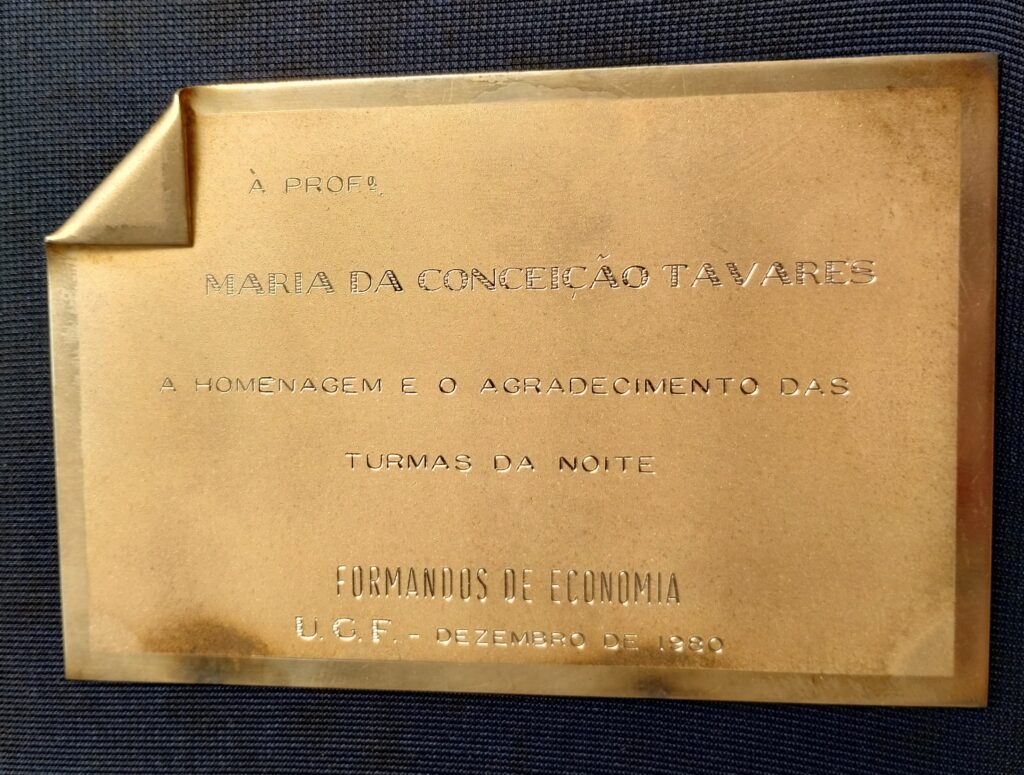 À PROFª
MARIA DA CONCEIÇÃO TAVARES
A HOMENAGEM E O AGRADECIMENTO DAS
TURMAS DA NOITE
FORMANDOS DE ECONOMIA
U.G.F. - DEZEMBRO DE 1980